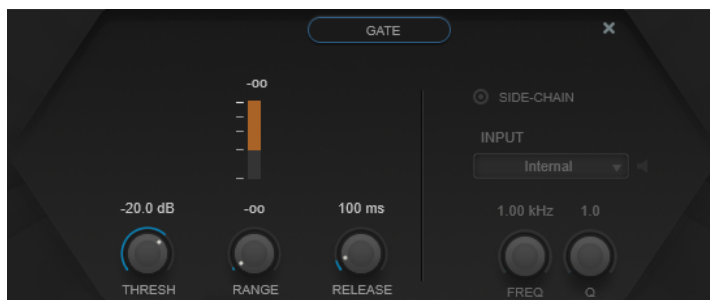 GATE
×
-oo
SIDE-CHAIN
INPUT
Internal
-20.0 dB
-oo
100 ms
1.00 kHz
1.0
THRESH
RANGE
RELEASE
FREQ
Q